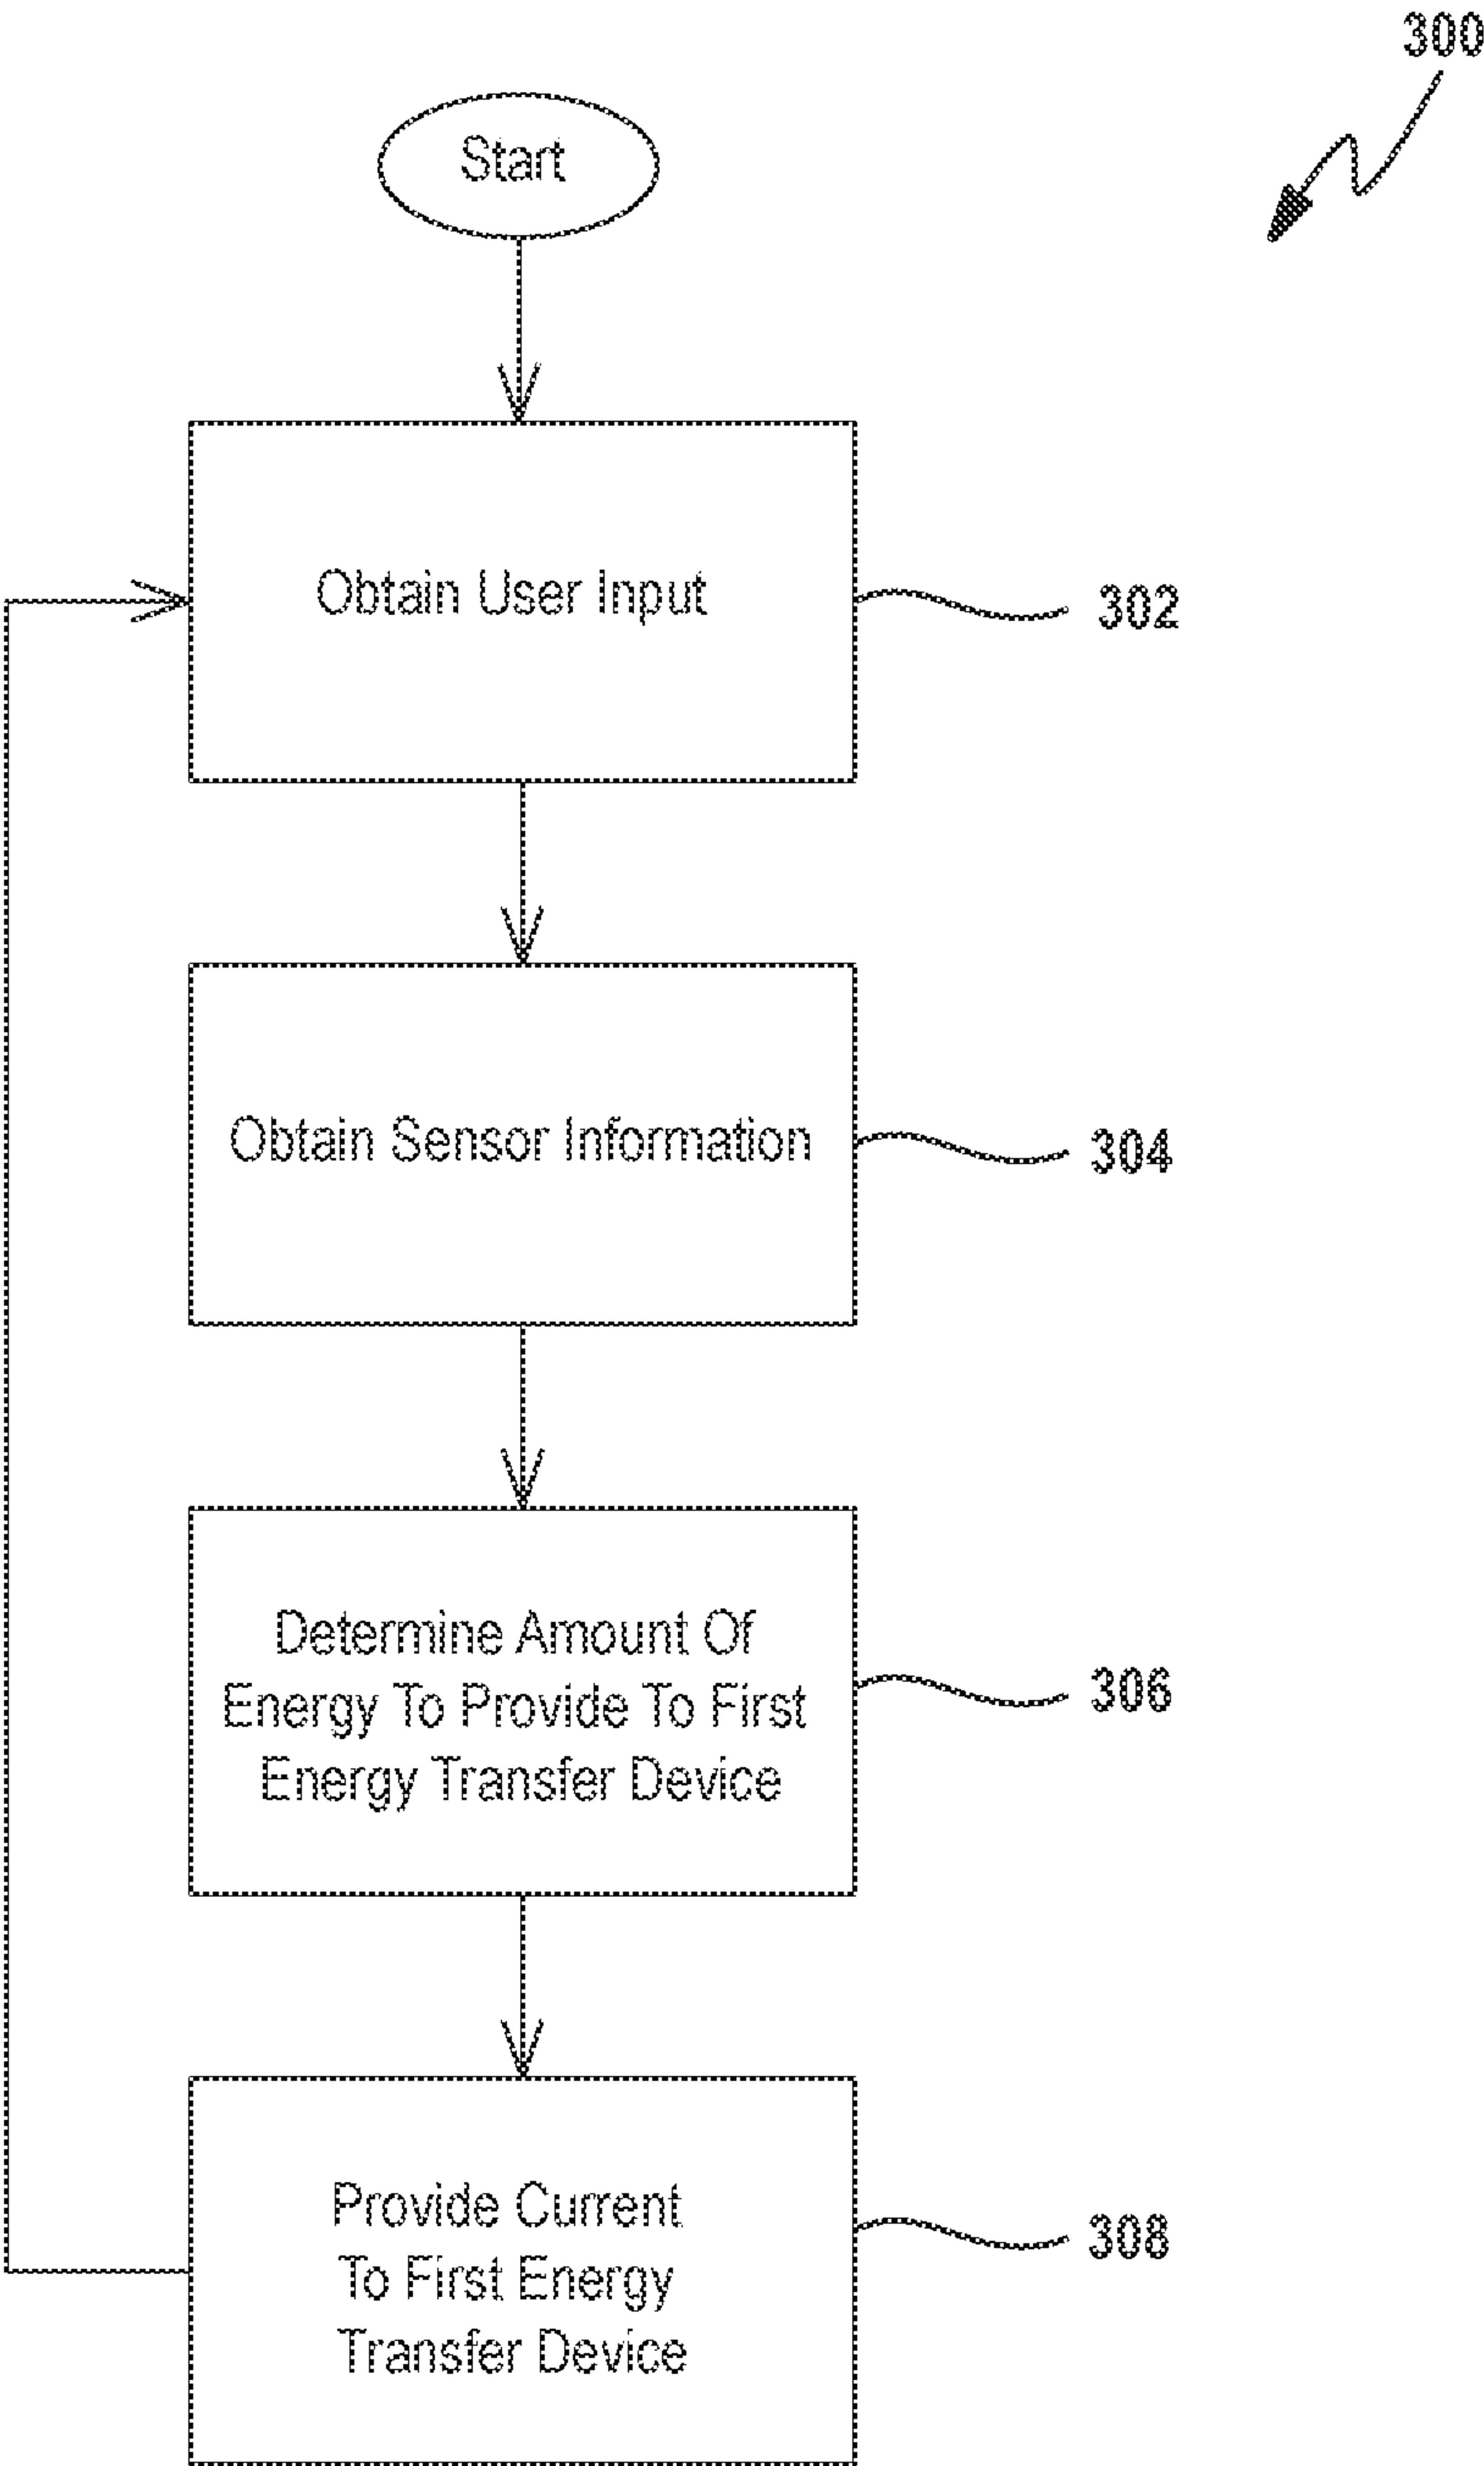 300
Start
Obtain User Input
302
Obtain Sensor Information
304
Determine Amount Of
Energy To Provide To First
Energy Transfer Device
306
Provide Current
To First Energy
Transfer Device
308